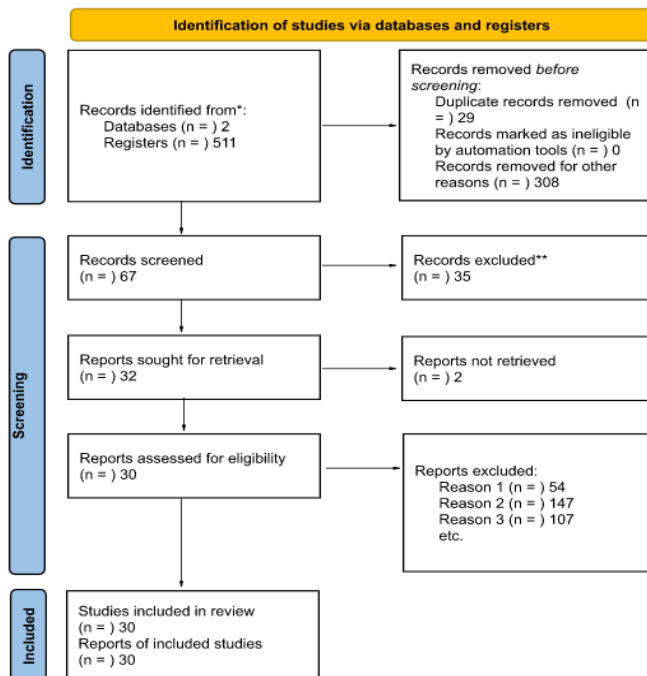 Identification of studies via databases and registers
Identification
Records identified from*:
Databases (n = ) 2
Registers (n = ) 511
Records removed before
screening:
Duplicate records removed (n
= ) 29
Records marked as ineligible
by automation tools (n = ) 0
Records removed for other
reasons (n = ) 308
Screening
Records screened
(n = ) 67
Records excluded**
(n = ) 35
Reports sought for retrieval
(n = ) 32
Reports not retrieved
(n = ) 2
Reports assessed for eligibility
(n = ) 30
Reports excluded:
Reason 1 (n = ) 54
Reason 2 (n = ) 147
Reason 3 (n = ) 107
etc.
Included
Studies included in review
(n = ) 30
Reports of included studies
(n = ) 30